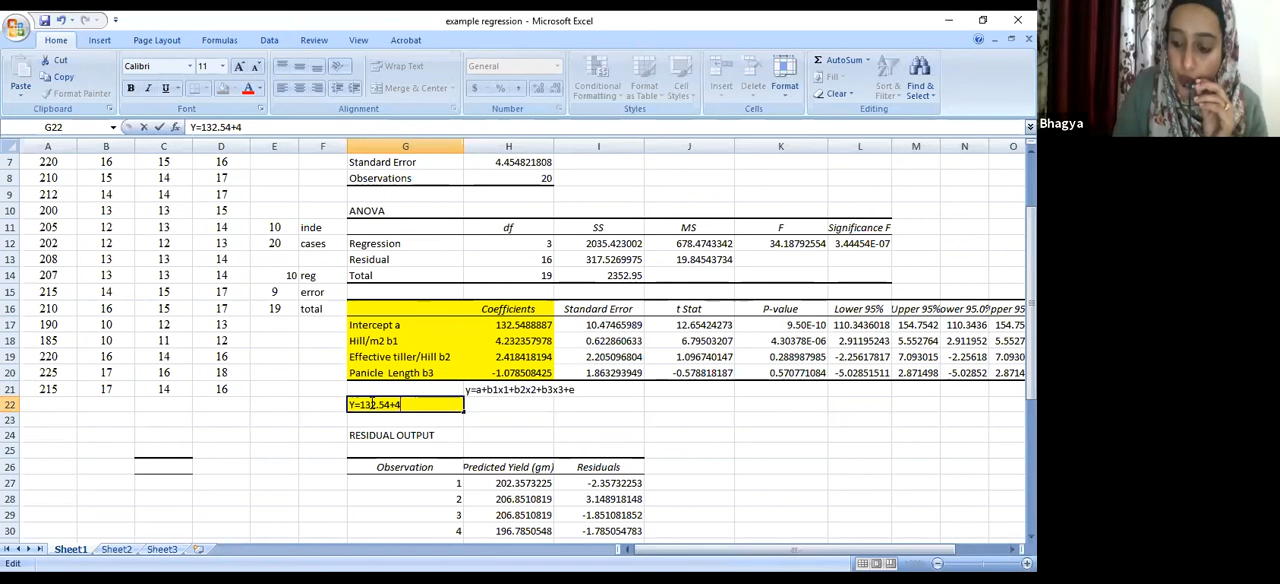 example regression - Microsoft Excel
Home Insert Page Layout Formulas Data Review View Acrobat
Cut
Copy
Format Painter
Paste
Clipboard
Calibri 11
B I U
Font
Wrap Text
Merge & Center
Alignment
General
$ % ,
Number
Conditional Formatting
Format as Table
Cell Styles
Styles
Insert Delete Format
Cells
Σ AutoSum
Fill
Clear
Sort & Filter
Find & Select
Editing
Bhagya
G22 fx Y=132.54+4
A B C D E F G H I J K L M N O
7 220 16 15 16 Standard Error 4.454821808
8 210 15 14 17 Observations 20
9 212 14 14 17
10 200 13 13 15 ANOVA
11 205 12 13 14 10 inde df SS MS F Significance F
12 202 12 12 13 20 cases Regression 3 2035.423002 678.4743342 34.18792554 3.44454E-07
13 208 13 13 14 Residual 16 317.5269975 19.84543734
14 207 13 13 14 10 reg Total 19 2352.95
15 215 14 15 17 9 error
16 210 16 15 17 19 total Coefficients Standard Error t Stat P-value Lower 95% Upper 95%
17 190 10 12 13 Intercept a 132.5488887 10.47465989 12.65424273 9.50E-10 110.3436018 154.7542 110.3436 154.75
18 185 10 11 12 Hill/m2 b1 4.232357978 0.622860633 6.79503207 4.30378E-06 2.91195243 5.552764 2.911952 5.5527
19 220 16 14 16 Effective tiller/Hill b2 2.418418194 2.205096804 1.096740147 0.288987985 -2.25617817 7.093015 -2.25618 7.0930
20 225 17 16 18 Panicle Length b3 -1.078508425 1.863293949 -0.578818187 0.570771084 -5.02851511 2.871498 -5.02852 2.8714
21 215 17 14 16 y=a+b1x1+b2x2+b3x3+e
22 Y=132.54+4
23
24 RESIDUAL OUTPUT
25
26 Observation Predicted Yield (gm) Residuals
27 1 202.3573225 -2.35732253
28 2 206.8510819 3.148918148
29 3 206.8510819 -1.851081852
30 4 196.7850548 -1.785054783
Sheet1 Sheet2 Sheet3
Edit